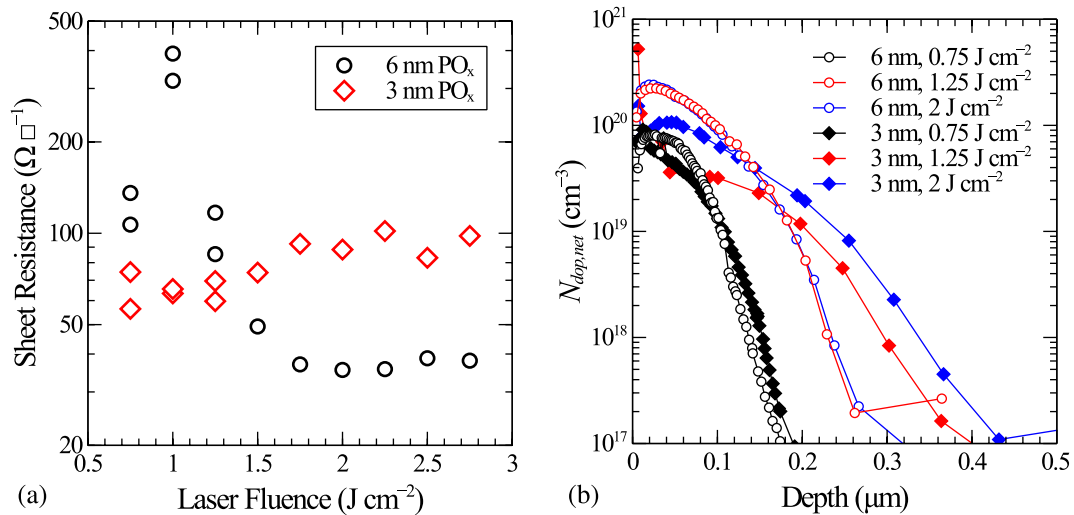 500
200
100
50
20
0.5
1
1.5
2
2.5
3
Sheet Resistance (Ω □⁻¹)
Laser Fluence (J cm⁻²)
6 nm POₓ
3 nm POₓ
(a)
10²¹
10²⁰
10¹⁹
10¹⁸
10¹⁷
0
0.1
0.2
0.3
0.4
0.5
N_dop,net (cm⁻³)
Depth (μm)
6 nm, 0.75 J cm⁻²
6 nm, 1.25 J cm⁻²
6 nm, 2 J cm⁻²
3 nm, 0.75 J cm⁻²
3 nm, 1.25 J cm⁻²
3 nm, 2 J cm⁻²
(b)